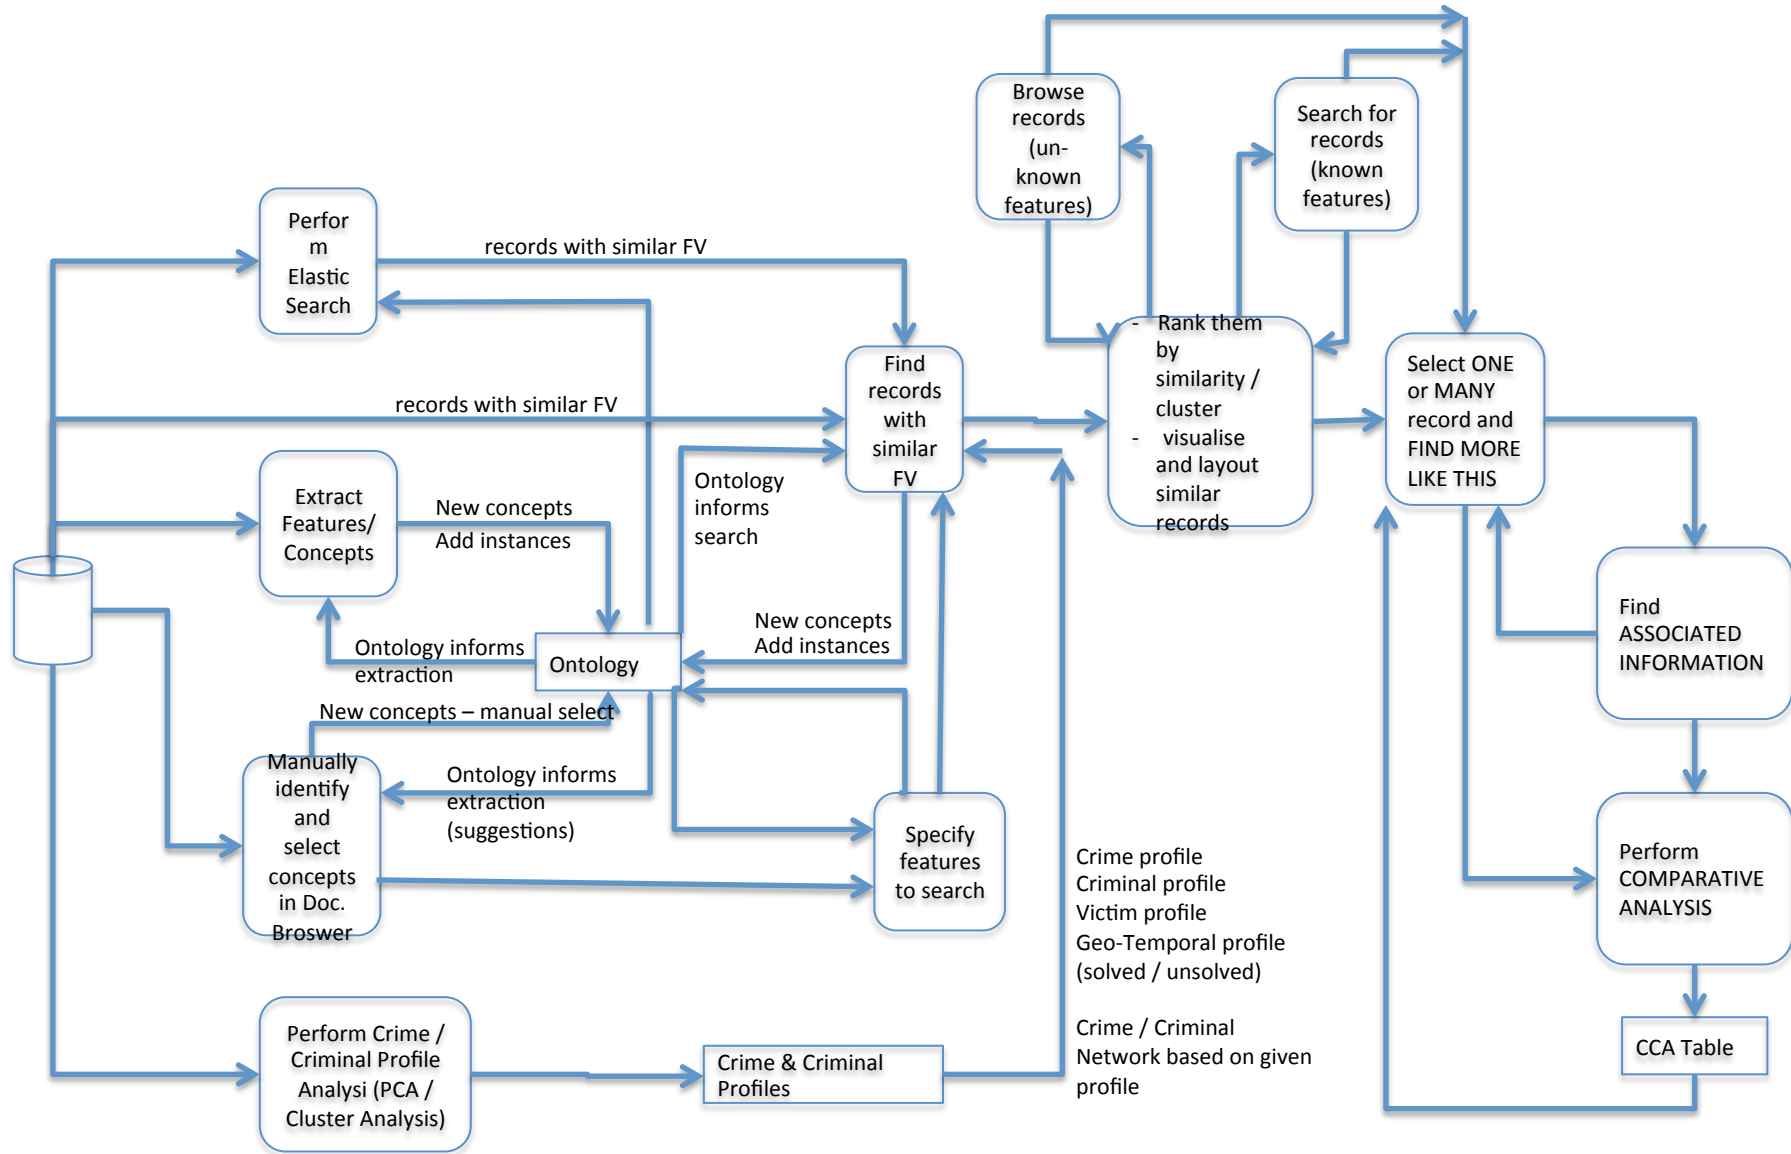 Browse
records
(un-
known
features)
Search for
records
(known
features)
Perfor
m
Elastic
Search
records with similar FV
Find
records
with
similar
FV
records with similar FV
- Rank them
by
similarity /
cluster
- visualise
and layout
similar
records
Select ONE
or MANY
record and
FIND MORE
LIKE THIS
Extract
Features/
Concepts
New concepts
Add instances
Ontology
informs
search
New concepts
Add instances
Ontology informs
extraction
Ontology
Find
ASSOCIATED
INFORMATION
New concepts – manual select
Manually
identify
and
select
concepts
in Doc.
Broswer
Ontology informs
extraction
(suggestions)
Specify
features
to search
Crime profile
Criminal profile
Victim profile
Geo-Temporal profile
(solved / unsolved)
Crime / Criminal
Network based on given
profile
Perform
COMPARATIVE
ANALYSIS
CCA Table
Perform Crime /
Criminal Profile
Analysi (PCA /
Cluster Analysis)
Crime & Criminal
Profiles